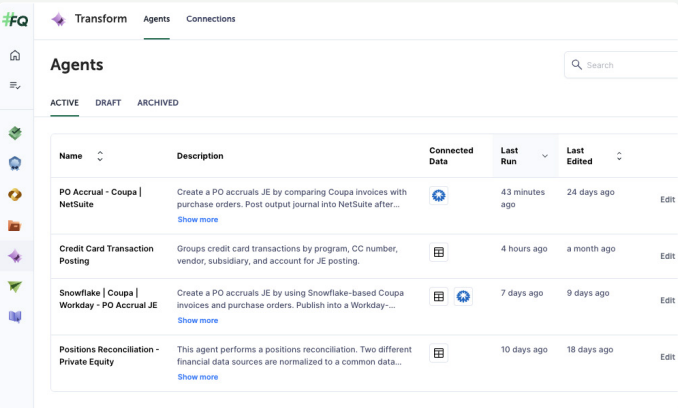 #FQ
Transform Agents Connections
Agents
Search
ACTIVE DRAFT ARCHIVED
Name Description Connected Data Last Run Last Edited
PO Accrual - Coupa |
NetSuite
Create a PO accruals JE by comparing Coupa invoices with
purchase orders. Post output journal into NetSuite after...
Show more
43 minutes
ago
24 days ago
Edit
Credit Card Transaction
Posting
Groups credit card transactions by program, CC number,
vendor, subsidiary, and account for JE posting.
4 hours ago
a month ago
Edit
Snowflake | Coupa |
Workday - PO Accrual JE
Create a PO accruals JE by using Snowflake-based Coupa
invoices and purchase orders. Publish into a Workday-...
Show more
7 days ago
9 days ago
Edit
Positions Reconciliation -
Private Equity
This agent performs a positions reconciliation. Two different
financial data sources are normalized to a common data...
Show more
10 days ago
18 days ago
Edit